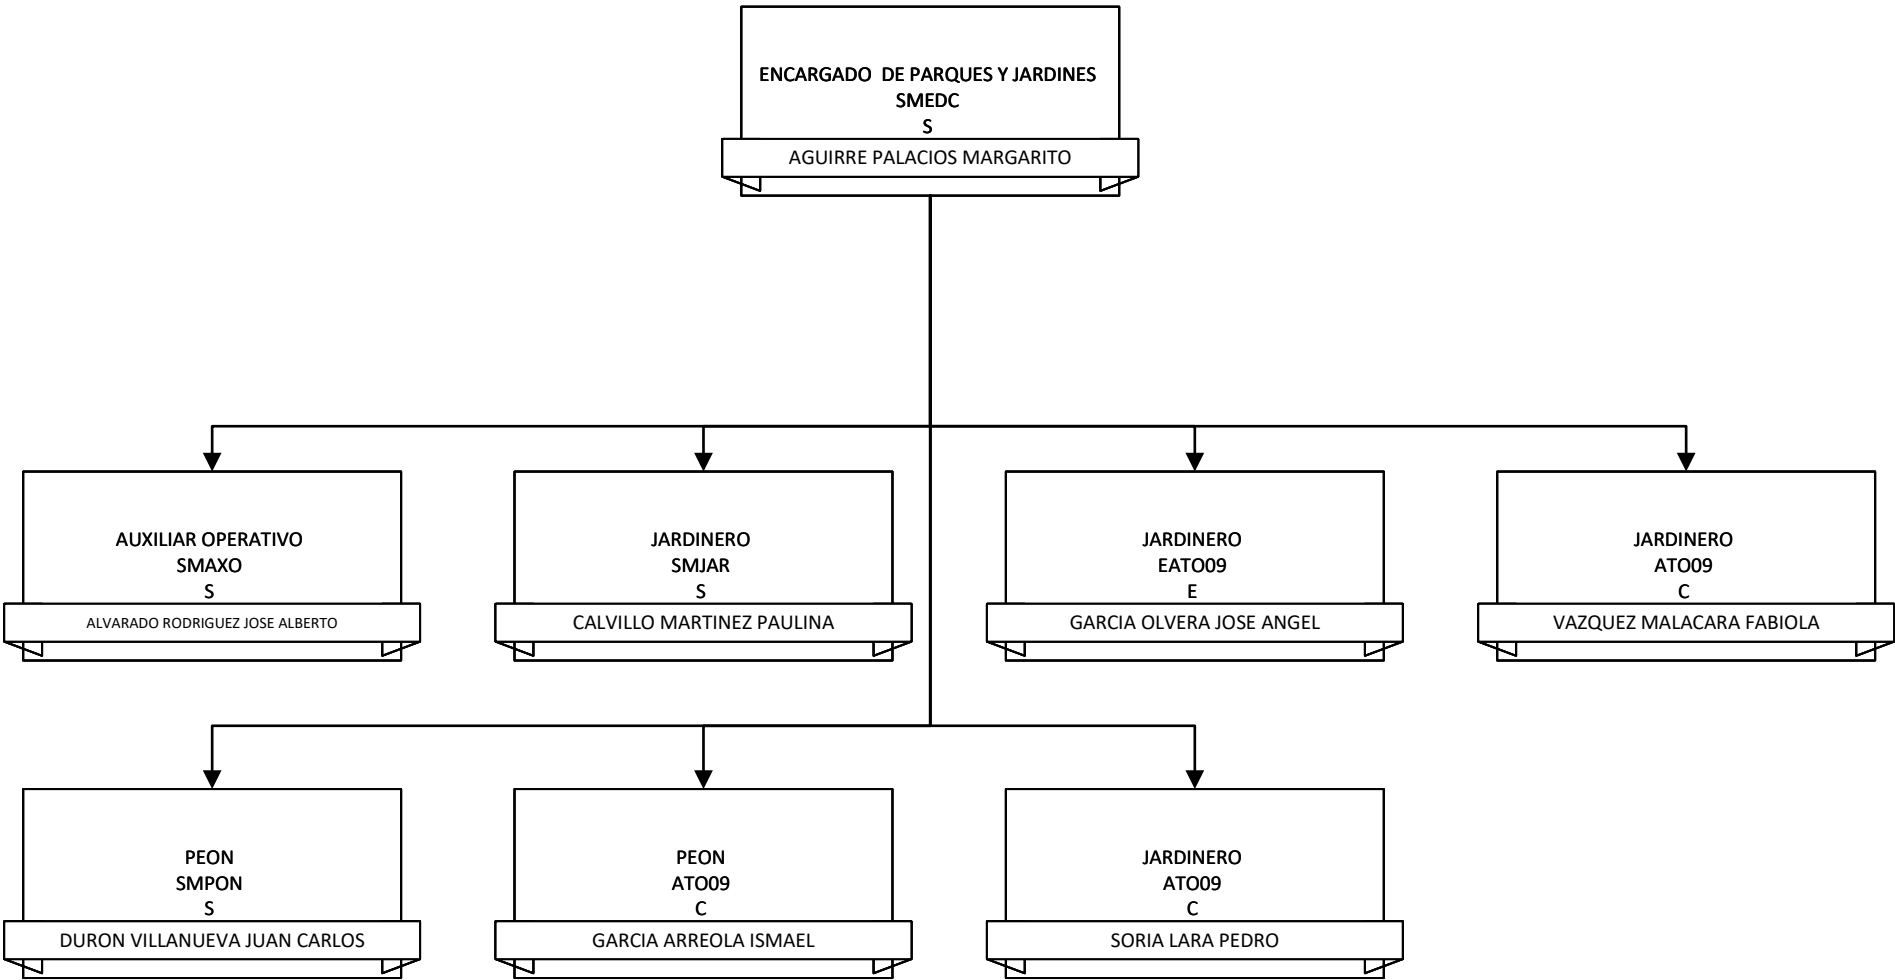 ENCARGADO  DE PARQUES Y JARDINES
SMEDC
S
AGUIRRE PALACIOS MARGARITO
AUXILIAR OPERATIVO
SMAXO
S
ALVARADO RODRIGUEZ JOSE ALBERTO
JARDINERO
SMJAR
S
CALVILLO MARTINEZ PAULINA
JARDINERO
EATO09
E
GARCIA OLVERA JOSE ANGEL
JARDINERO
ATO09
C
VAZQUEZ MALACARA FABIOLA
PEON
SMPON
S
DURON VILLANUEVA JUAN CARLOS
PEON
ATO09
C
GARCIA ARREOLA ISMAEL
JARDINERO
ATO09
C
SORIA LARA PEDRO